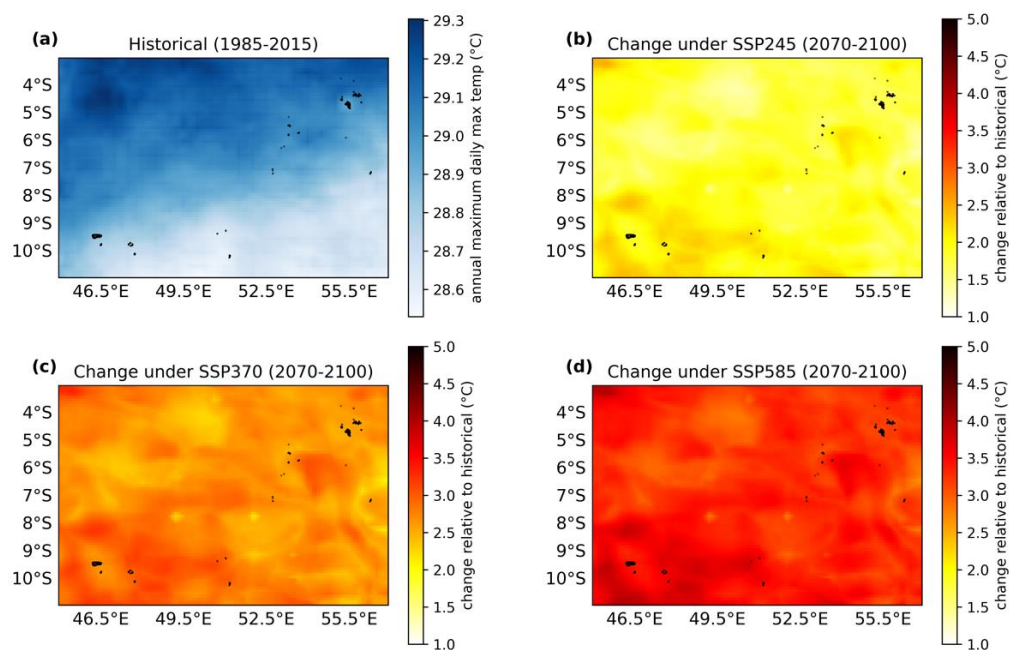 (a)
Historical (1985-2015)
4°S
5°S
6°S
7°S
8°S
9°S
10°S
46.5°E 49.5°E 52.5°E 55.5°E
29.3
29.2
29.1
29.0
28.9
28.8
28.7
28.6
annual maximum daily max temp (°C)
(b)
Change under SSP245 (2070-2100)
4°S
5°S
6°S
7°S
8°S
9°S
10°S
46.5°E 49.5°E 52.5°E 55.5°E
5.0
4.5
4.0
3.5
3.0
2.5
2.0
1.5
1.0
change relative to historical (°C)
(c)
Change under SSP370 (2070-2100)
4°S
5°S
6°S
7°S
8°S
9°S
10°S
46.5°E 49.5°E 52.5°E 55.5°E
5.0
4.5
4.0
3.5
3.0
2.5
2.0
1.5
1.0
change relative to historical (°C)
(d)
Change under SSP585 (2070-2100)
4°S
5°S
6°S
7°S
8°S
9°S
10°S
46.5°E 49.5°E 52.5°E 55.5°E
5.0
4.5
4.0
3.5
3.0
2.5
2.0
1.5
1.0
change relative to historical (°C)